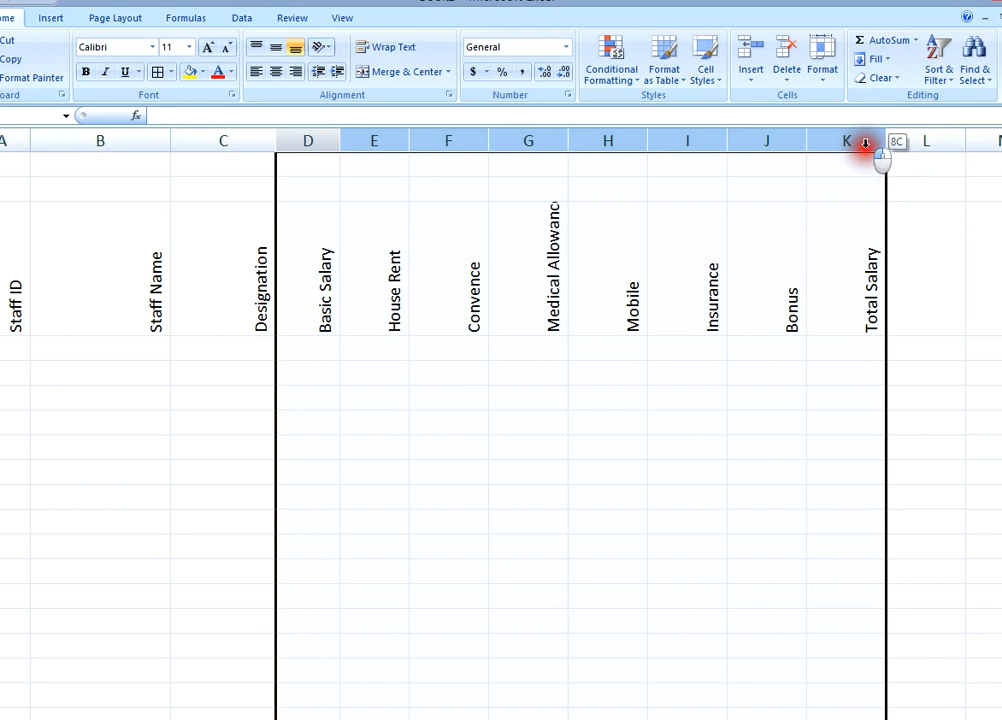 ome Insert Page Layout Formulas Data Review View
Cut
Copy
Format Painter
Calibri 11 A A
B I U A
Wrap Text
Merge & Center
General
$ % ,
Conditional Formatting
Format as Table
Cell Styles
Insert Delete Format
Σ AutoSum
Fill
Clear
Sort & Filter
Find & Select
oard Font Alignment Number Styles Cells Editing
fx
A B C D E F G H I J K 8C L
Staff ID
Staff Name
Designation
Basic Salary
House Rent
Convence
Medical Allowanc
Mobile
Insurance
Bonus
Total Salary